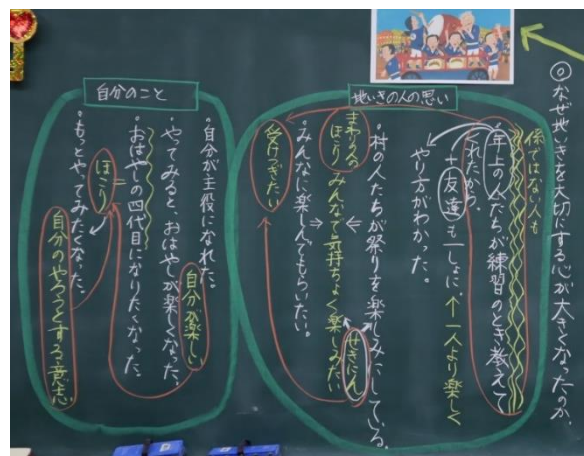 ◎なぜ地いきを大切にする心が大きくなったのか。
地いきの人の思い
係ではない人も
・年上の人たちが練習のとき教えて
くれたから
+友達も一しょに。↑一人より楽しく
やり方がわかった。
・村の人たちが祭りを楽しみにしている。
せきにん
まわりの人の
ほこり
みんなで気持ちよく楽しみたい
・みんなに楽しんでもらいたい。
受けつぎたい
自分のこと
・自分が主役になれた。
自分が楽しい
・やってみると、おはやしが楽しくなった。
・おはやしの四代目になりたくなった。
=
ほこり
・もっとやってみたくなった。
自分のやろうとする意志